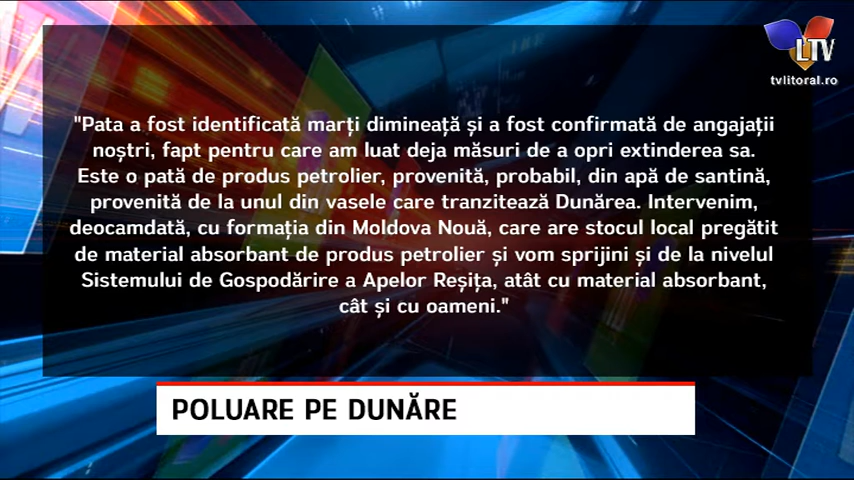 LTV
tvlitoral.ro
"Pata a fost identificată marți dimineață și a fost confirmată de angajații
noștri, fapt pentru care am luat deja măsuri de a opri extinderea sa.
Este o pată de produs petrolier, provenită, probabil, din apă de santină,
provenită de la unul din vasele care tranzitează Dunărea. Intervenim,
deocamdată, cu formația din Moldova Nouă, care are stocul local pregătit
de material absorbant de produs petrolier și vom sprijini și de la nivelul
Sistemului de Gospodărire a Apelor Reșița, atât cu material absorbant,
cât și cu oameni."
POLUARE PE DUNĂRE